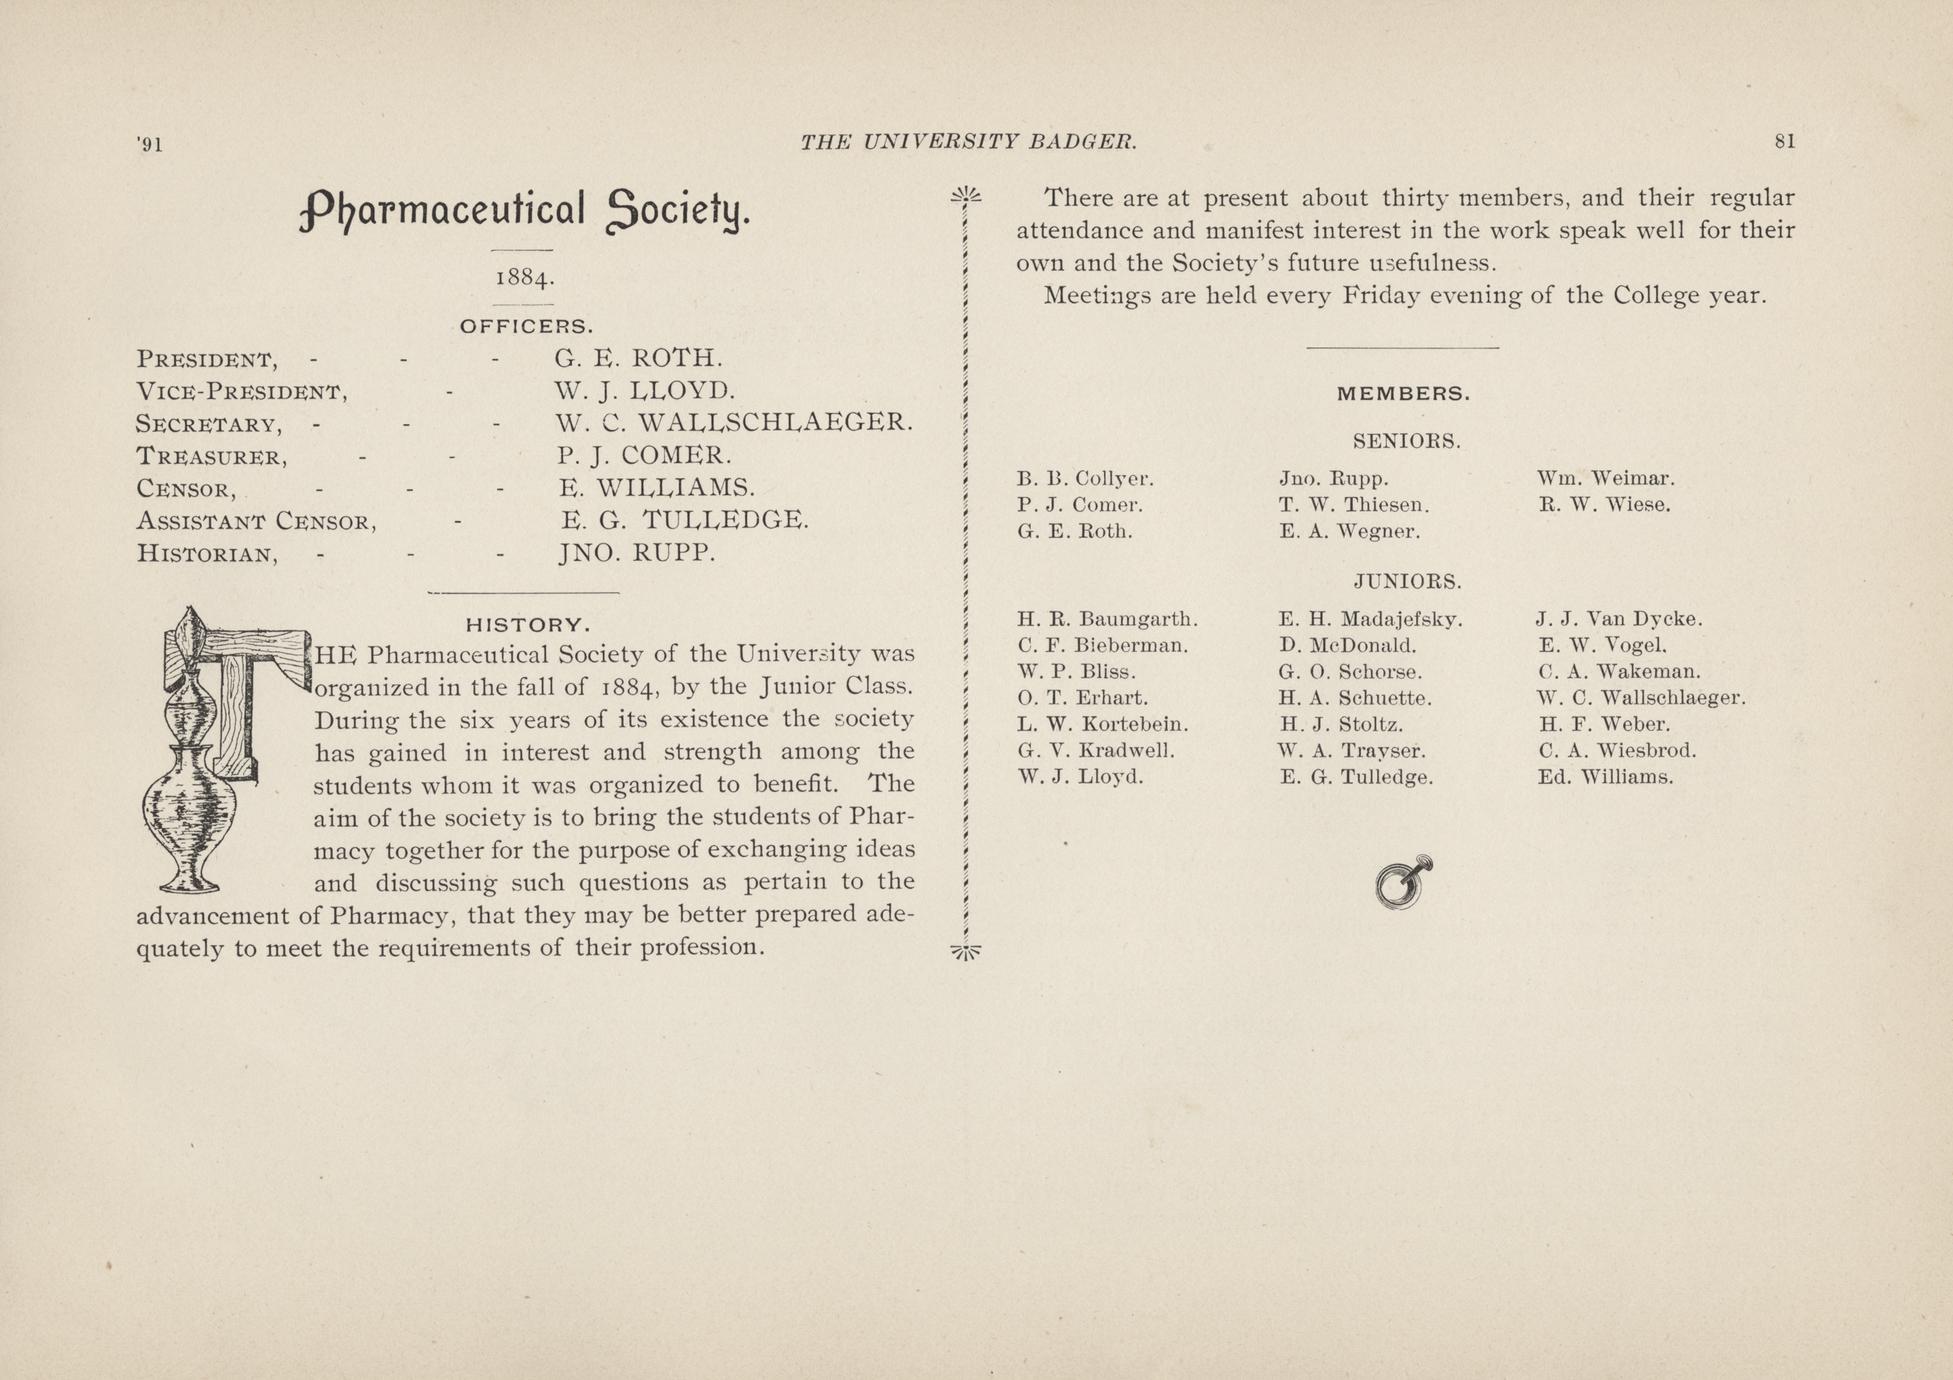 '91 THE UNIVERSITY BADGER. 81
Pharmaceutical Society.
1884.
OFFICERS.
PRESIDENT, - - - G. E. ROTH.
VICE-PRESIDENT, - W. J. LLOYD.
SECRETARY, - - - W. C. WALLSCHLAEGER.
TREASURER, - - P. J. COMER.
CENSOR, - - - E. WILLIAMS.
ASSISTANT CENSOR, - E. G. TULLEDGE.
HISTORIAN, - - - JNO. RUPP.
HISTORY.
THE Pharmaceutical Society of the University was
organized in the fall of 1884, by the Junior Class.
During the six years of its existence the society
has gained in interest and strength among the
students whom it was organized to benefit. The
aim of the society is to bring the students of Phar-
macy together for the purpose of exchanging ideas
and discussing such questions as pertain to the
advancement of Pharmacy, that they may be better prepared ade-
quately to meet the requirements of their profession.
There are at present about thirty members, and their regular
attendance and manifest interest in the work speak well for their
own and the Society's future usefulness.
Meetings are held every Friday evening of the College year.
MEMBERS.
SENIORS.
B. B. Collyer. Jno. Rupp. Wm. Weimar.
P. J. Comer. T. W. Thiesen. R. W. Wiese.
G. E. Roth. E. A. Wegner.
JUNIORS.
H. R. Baumgarth. E. H. Madajefsky. J. J. Van Dycke.
C. F. Bieberman. D. McDonald. E. W. Vogel.
W. P. Bliss. G. O. Schorse. C. A. Wakeman.
O. T. Erhart. H. A. Schuette. W. C. Wallschlaeger.
L. W. Kortebein. H. J. Stoltz. H. F. Weber.
G. V. Kradwell. W. A. Trayser. C. A. Wiesbrod.
W. J. Lloyd. E. G. Tulledge. Ed. Williams.